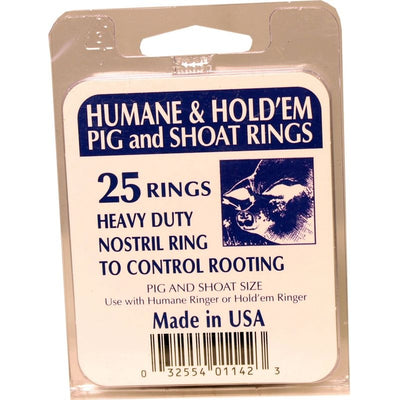 HUMANE & HOLD'EM
PIG and SHOAT RINGS
25 RINGS
HEAVY DUTY
NOSTRIL RING
TO CONTROL ROOTING
PIG AND SHOAT SIZE
Use with Humane Ringer or Hold'em Ringer
Made in USA
0 32554 01142 3